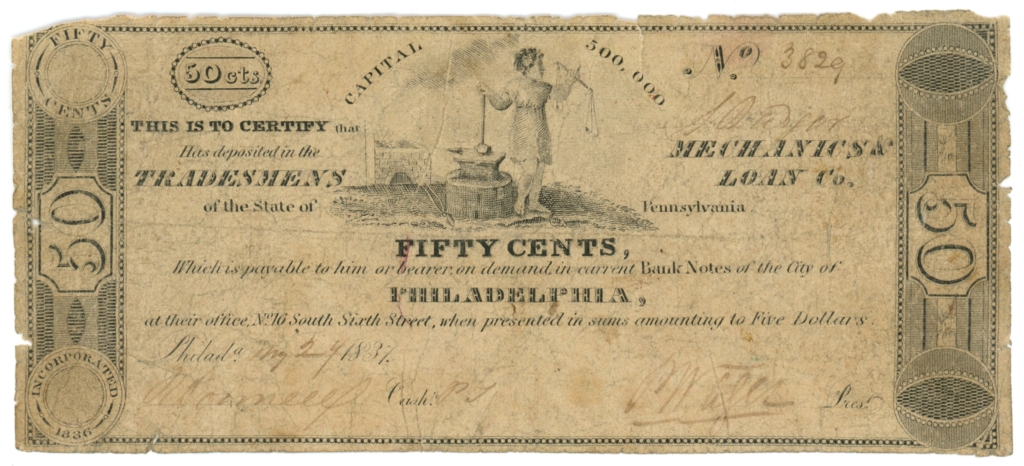 FIFTY CENTS
50 cts.
CAPITAL 500,000
No. 3829
THIS IS TO CERTIFY that
Has deposited in the
TRADESMENS MECHANICS &
LOAN Co.
of the State of Pennsylvania
FIFTY CENTS,
Which is payable to him or bearer, on demand, in current Bank Notes of the City of
PHILADELPHIA,
at their office, No. 16 South Sixth Street, when presented in sums amounting to Five Dollars.
Philada. 1837.
Cash. Prest.
50
50
INCORPORATED 1836